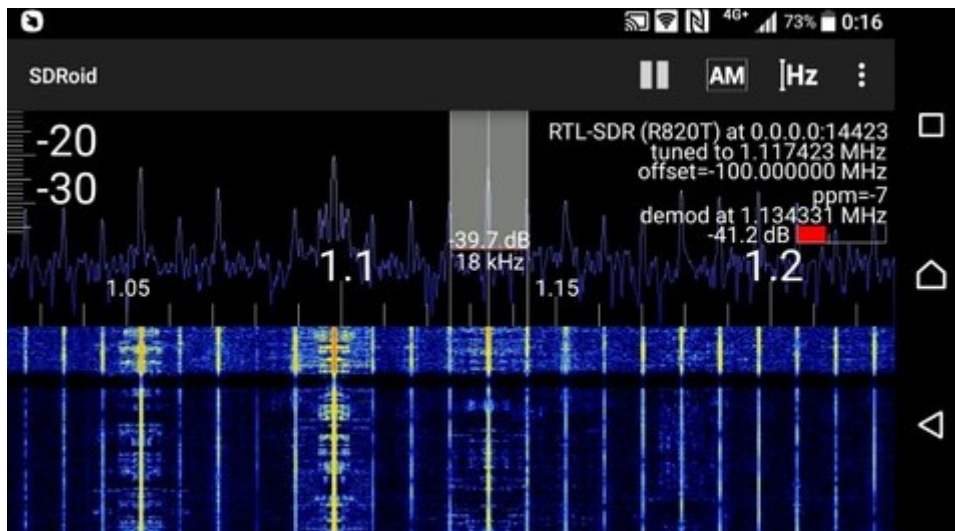 4G+ 73% 0:16
SDRoid AM Hz
-20
-30
RTL-SDR (R820T) at 0.0.0.0:14423
tuned to 1.117423 MHz
offset=-100.000000 MHz
ppm=-7
demod at 1.134331 MHz
-41.2 dB
-39.7 dB
18 kHz
1.05 1.1 1.15 1.2